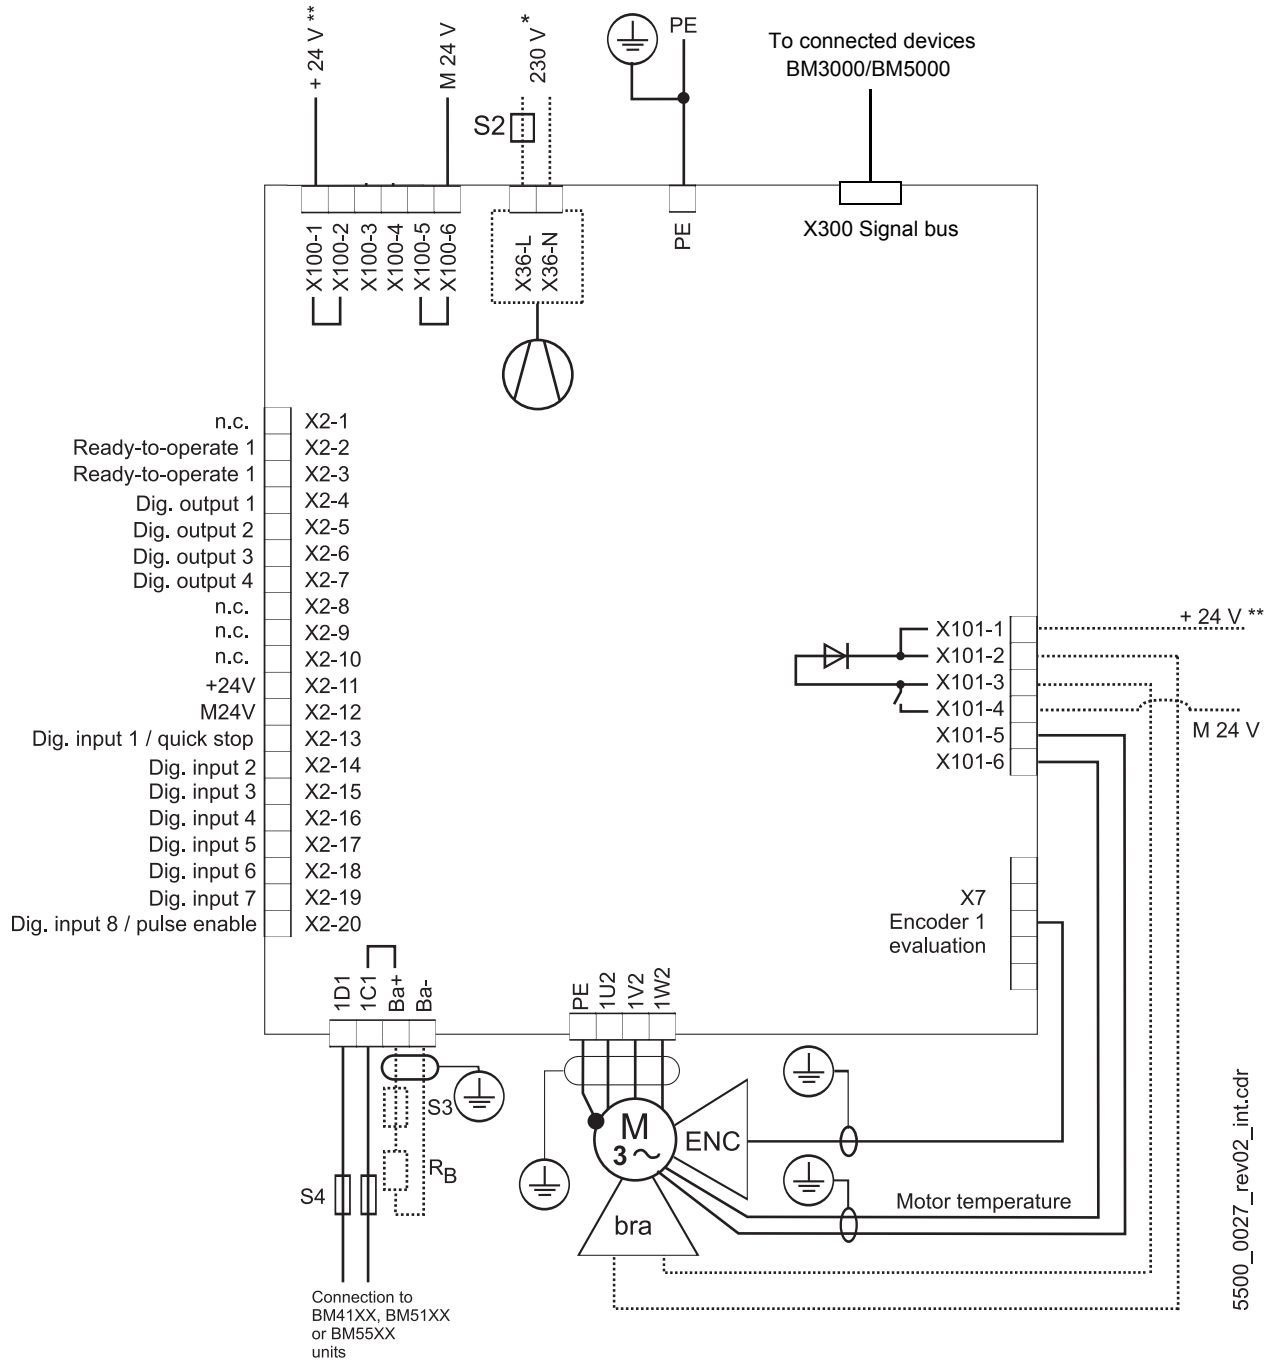 + 24 V **
M 24 V
230 V *
PE
To connected devices
BM3000/BM5000
S2
X100-1
X100-2
X100-3
X100-4
X100-5
X100-6
X36-L
X36-N
PE
X300 Signal bus
n.c. X2-1
Ready-to-operate 1 X2-2
Ready-to-operate 1 X2-3
Dig. output 1 X2-4
Dig. output 2 X2-5
Dig. output 3 X2-6
Dig. output 4 X2-7
n.c. X2-8
n.c. X2-9
n.c. X2-10
+24V X2-11
M24V X2-12
Dig. input 1 / quick stop X2-13
Dig. input 2 X2-14
Dig. input 3 X2-15
Dig. input 4 X2-16
Dig. input 5 X2-17
Dig. input 6 X2-18
Dig. input 7 X2-19
Dig. input 8 / pulse enable X2-20
X101-1
X101-2
X101-3
X101-4
X101-5
X101-6
+ 24 V **
M 24 V
X7
Encoder 1
evaluation
1D1
1C1
Ba+
Ba-
PE
1U2
1V2
1W2
S3
RB
S4
M
3 ~
ENC
bra
Motor temperature
Connection to
BM41XX, BM51XX
or BM55XX
units
5500_0027_rev02_int.cdr